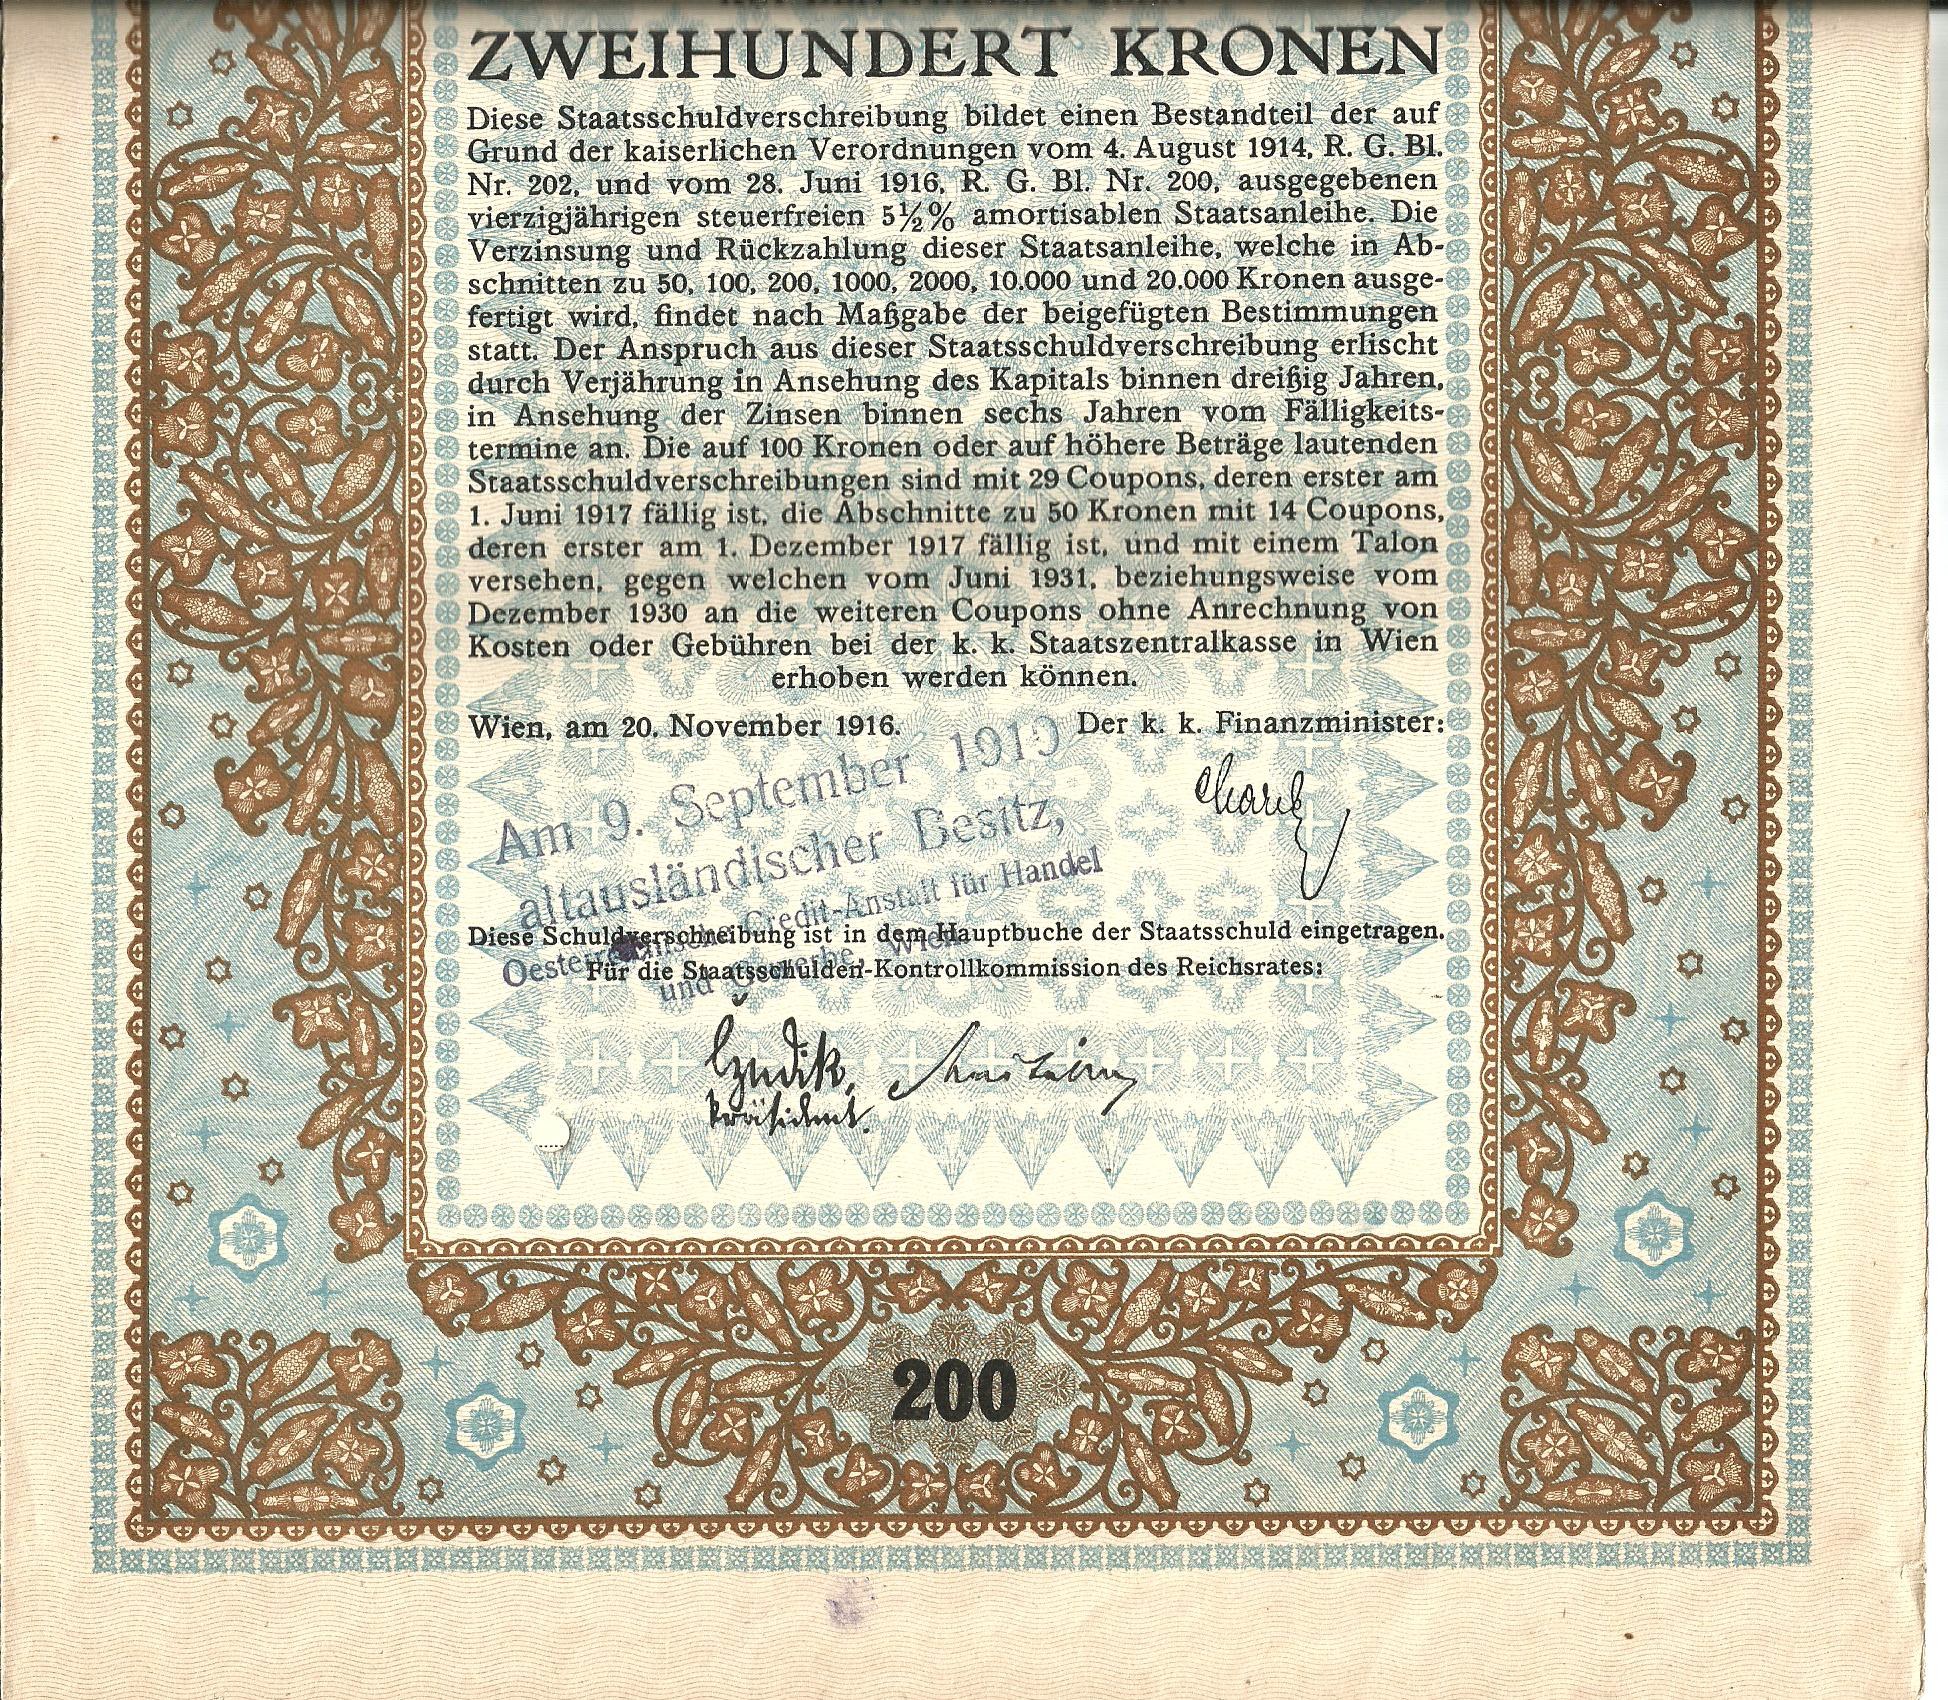 ZWEIHUNDERT KRONEN
Diese Staatsschuldverschreibung bildet einen Bestandteil der auf
Grund der kaiserlichen Verordnungen vom 4. August 1914, R. G. Bl.
Nr. 202, und vom 28. Juni 1916, R. G. Bl. Nr. 200, ausgegebenen
vierzigjährigen steuerfreien 5½% amortisablen Staatsanleihe. Die
Verzinsung und Rückzahlung dieser Staatsanleihe, welche in Ab-
schnitten zu 50, 100, 200, 1000, 2000, 10.000 und 20.000 Kronen ausge-
fertigt wird, findet nach Maßgabe der beigefügten Bestimmungen
statt. Der Anspruch aus dieser Staatsschuldverschreibung erlischt
durch Verjährung in Ansehung des Kapitals binnen dreißig Jahren,
in Ansehung der Zinsen binnen sechs Jahren vom Fälligkeits-
termine an. Die auf 100 Kronen oder auf höhere Beträge lautenden
Staatsschuldverschreibungen sind mit 29 Coupons, deren erster am
1. Juni 1917 fällig ist, die Abschnitte zu 50 Kronen mit 14 Coupons,
deren erster am 1. Dezember 1917 fällig ist, und mit einem Talon
versehen, gegen welchen vom Juni 1931, beziehungsweise vom
Dezember 1930 an die weiteren Coupons ohne Anrechnung von
Kosten oder Gebühren bei der k. k. Staatszentralkasse in Wien
erhoben werden können.
Wien, am 20. November 1916. Der k. k. Finanzminister:
Am 9. September 1919
altausländischer Besitz,
Oesterreichische Credit-Anstalt für Handel
und Gewerbe, Wien
Diese Schuldverschreibung ist in dem Hauptbuche der Staatsschuld eingetragen.
Für die Staatsschulden-Kontrollkommission des Reichsrates:
Präsident.
200